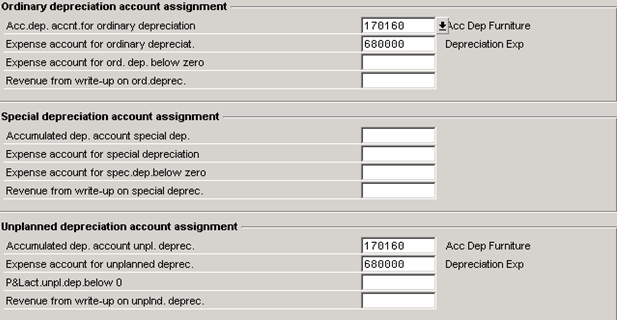 Ordinary depreciation account assignment
Acc.dep. accnt.for ordinary depreciation 170160 Acc Dep Furniture
Expense account for ordinary depreciat. 680000 Depreciation Exp
Expense account for ord. dep. below zero
Revenue from write-up on ord.deprec.
Special depreciation account assignment
Accumulated dep. account special dep.
Expense account for special depreciation
Expense account for spec.dep.below zero
Revenue from write-up on special deprec.
Unplanned depreciation account assignment
Accumulated dep. account unpl. deprec. 170160 Acc Dep Furniture
Expense account for unplanned deprec. 680000 Depreciation Exp
P&Lact.unpl.dep.below 0
Revenue from write-up on unplnd. deprec.